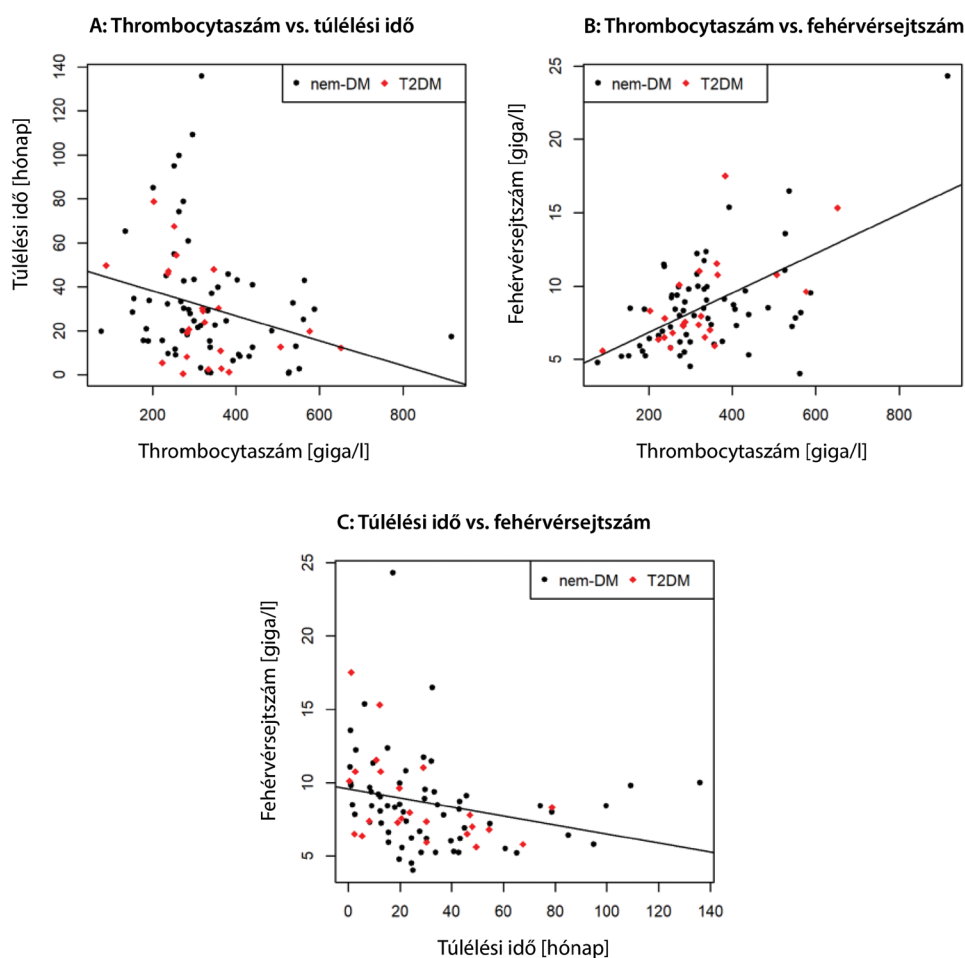 A: Thrombocytaszám vs. túlélési idő
Túlélési idő [hónap]
140
120
100
80
60
40
20
0
nem-DM T2DM
200 400 600 800
Thrombocytaszám [giga/l]
B: Thrombocytaszám vs. fehérvérsejtszám
Fehérvérsejtszám [giga/l]
25
20
15
10
5
nem-DM T2DM
200 400 600 800
Thrombocytaszám [giga/l]
C: Túlélési idő vs. fehérvérsejtszám
Fehérvérsejtszám [giga/l]
25
20
15
10
5
nem-DM T2DM
0 20 40 60 80 100 120 140
Túlélési idő [hónap]